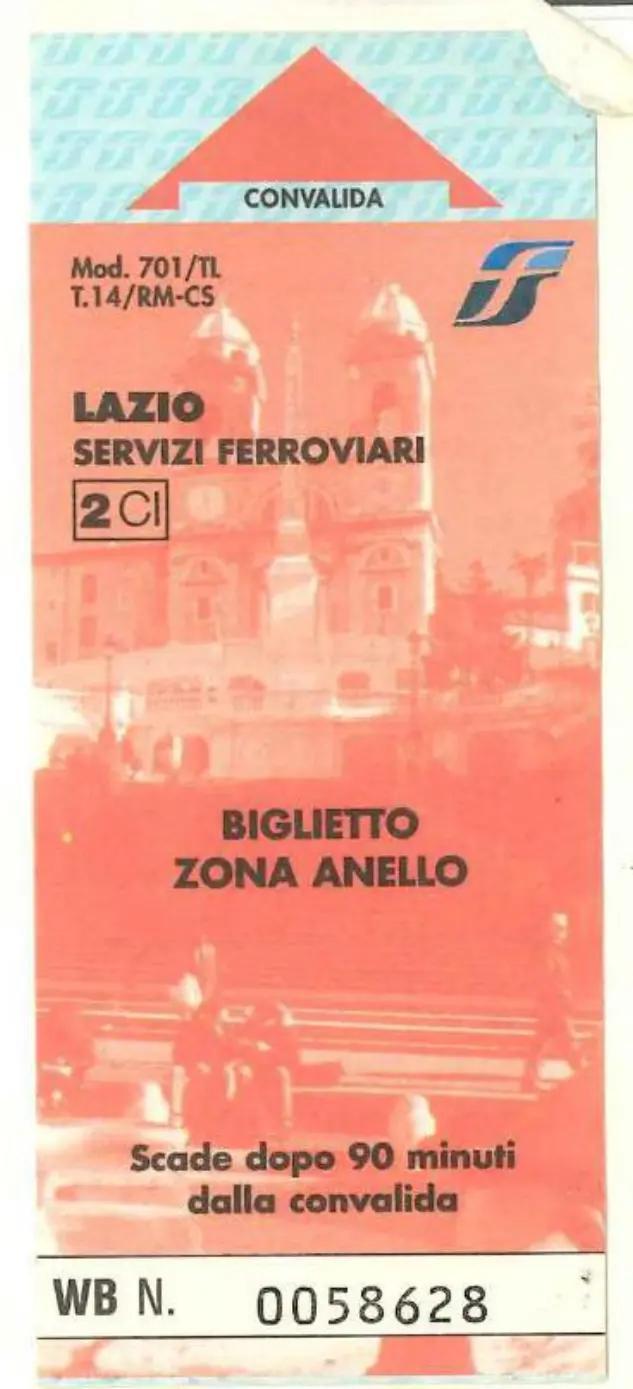 CONVALIDA
Mod. 701/TL
T.14/RM-CS
LAZIO
SERVIZI FERROVIARI
2 Cl
BIGLIETTO
ZONA ANELLO
Scade dopo 90 minuti
dalla convalida
WB N. 0058628